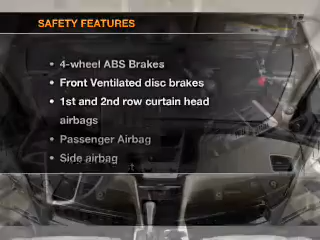 SAFETY FEATURES
• 4-wheel ABS Brakes
• Front Ventilated disc brakes
• 1st and 2nd row curtain head
airbags
• Passenger Airbag
• Side airbag